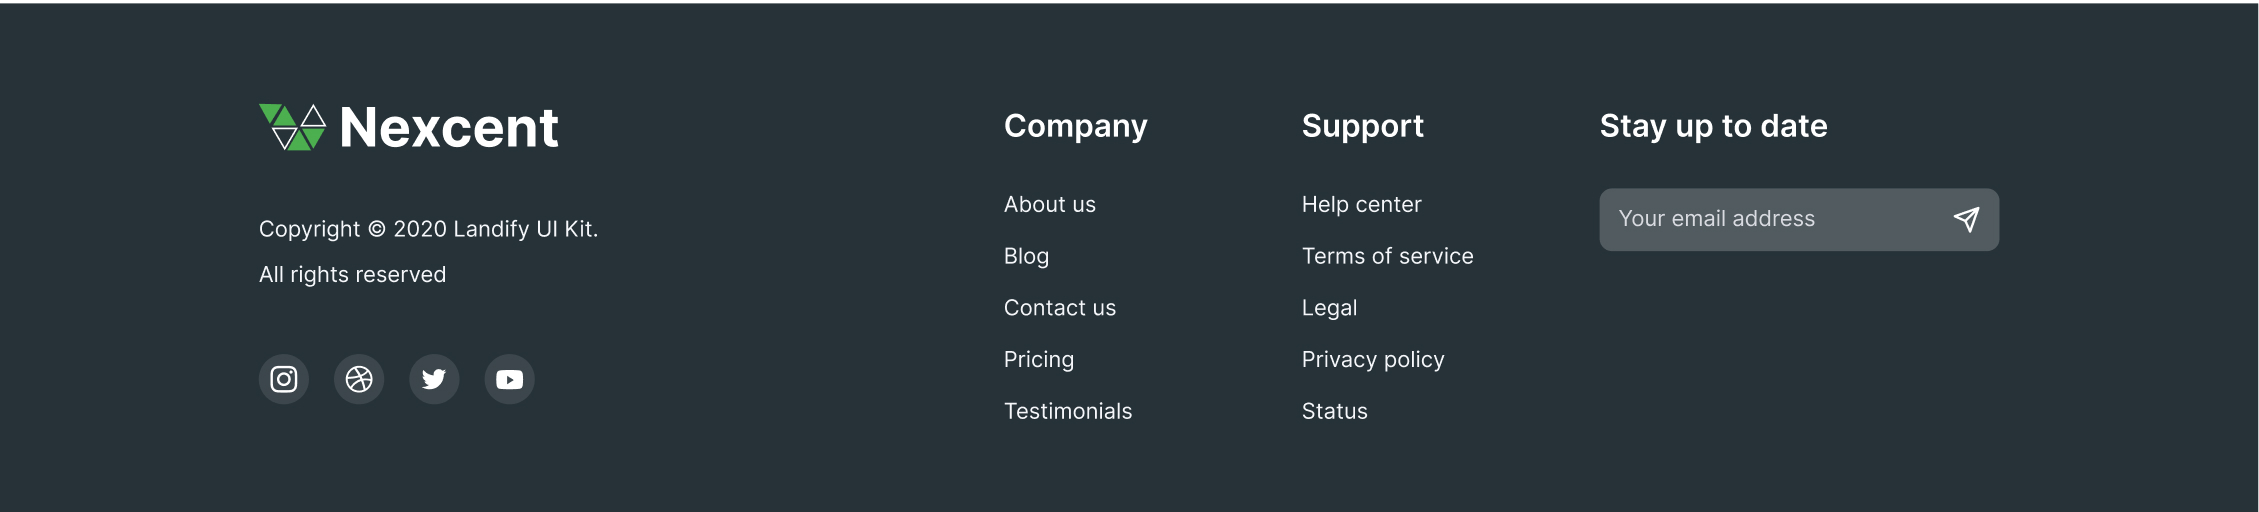 Nexcent
Copyright © 2020 Landify UI Kit.
All rights reserved
Company
About us
Blog
Contact us
Pricing
Testimonials
Support
Help center
Terms of service
Legal
Privacy policy
Status
Stay up to date
Your email address